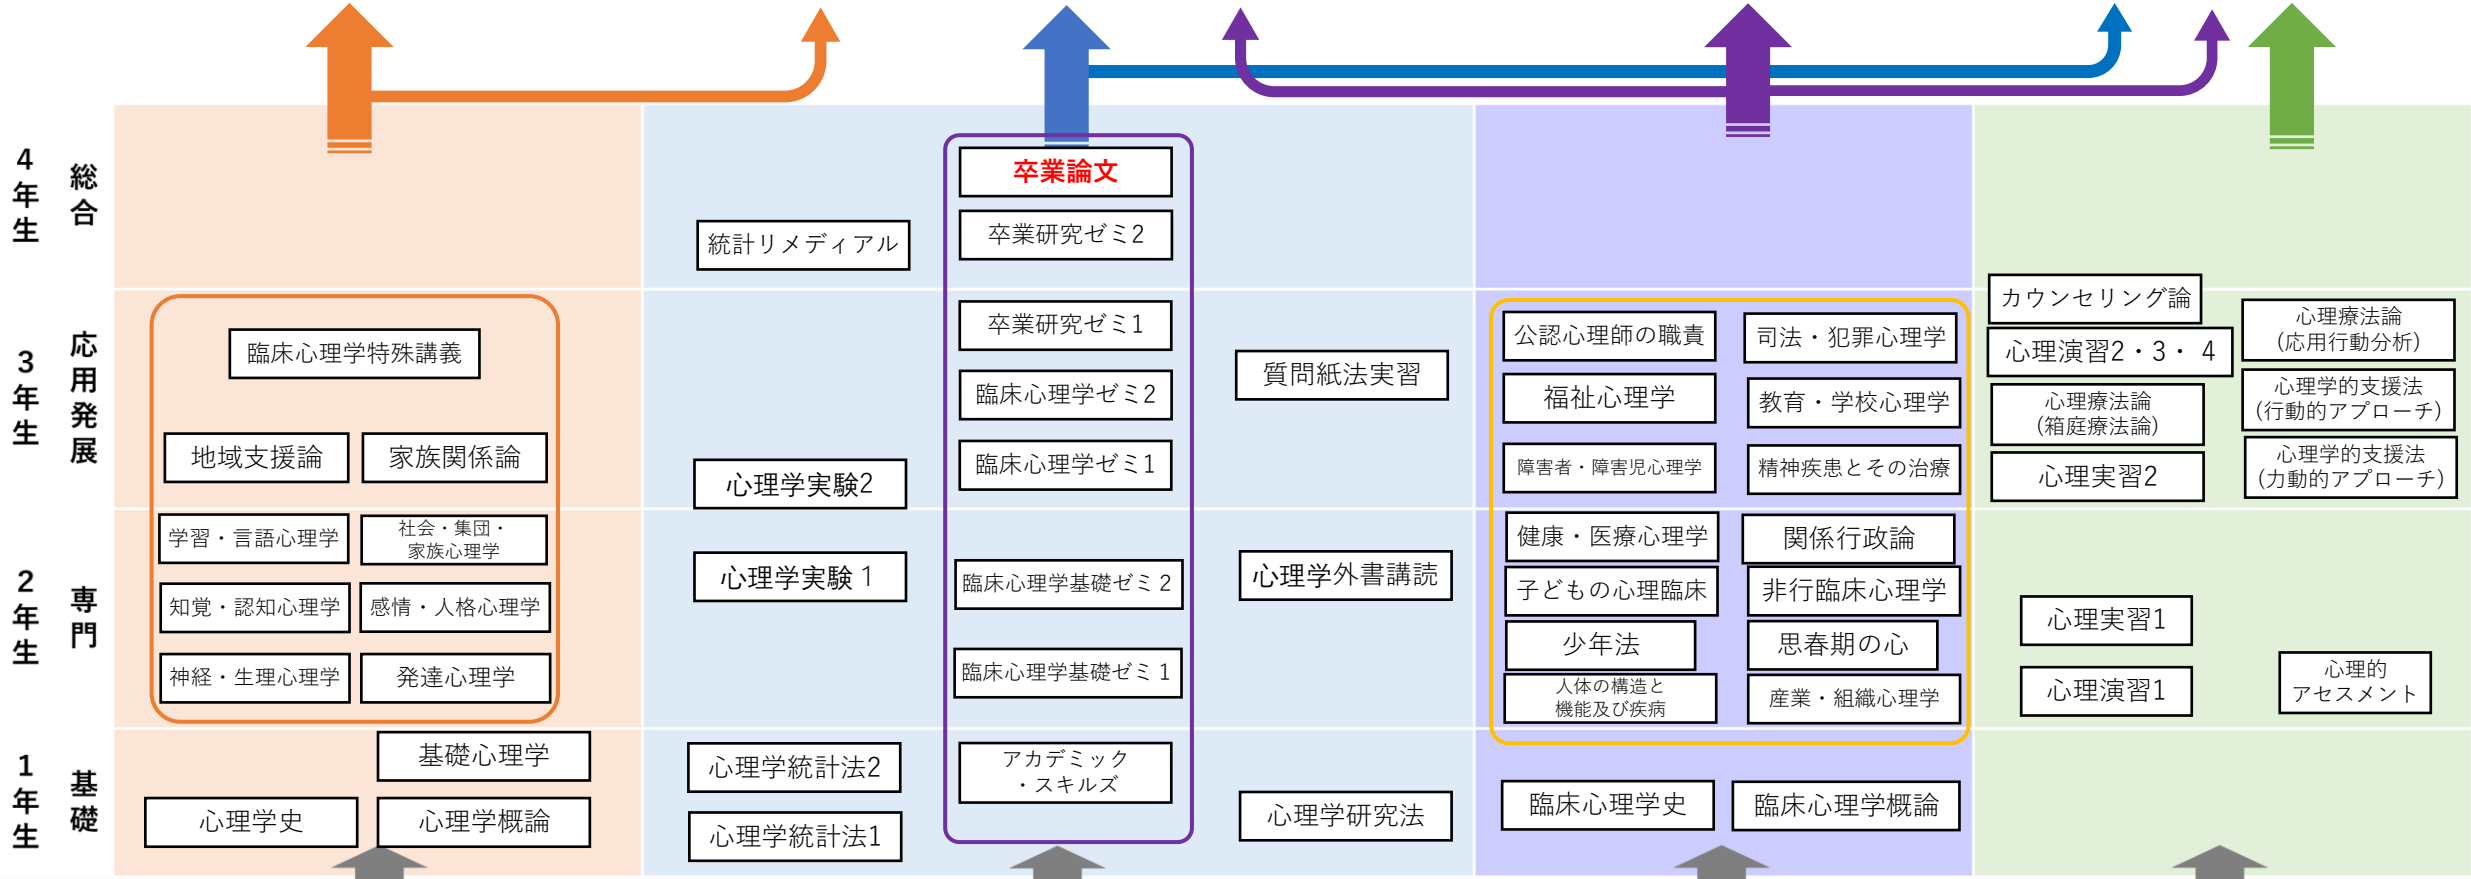 4年生
総合
卒業論文
卒業研究ゼミ2
統計リメディアル
3年生
応用発展
臨床心理学特殊講義
地域支援論
家族関係論
卒業研究ゼミ1
臨床心理学ゼミ2
臨床心理学ゼミ1
心理学実験2
質問紙法実習
公認心理師の職責
司法・犯罪心理学
福祉心理学
教育・学校心理学
障害者・障害児心理学
精神疾患とその治療
カウンセリング論
心理演習2・3・ 4
心理療法論
(箱庭療法論)
心理実習2
心理療法論
(応用行動分析)
心理学的支援法
(行動的アプローチ)
心理学的支援法
(力動的アプローチ)
2年生
専門
学習・言語心理学
社会・集団・
家族心理学
知覚・認知心理学
感情・人格心理学
神経・生理心理学
発達心理学
心理学実験１
臨床心理学基礎ゼミ２
臨床心理学基礎ゼミ１
心理学外書講読
健康・医療心理学
関係行政論
子どもの心理臨床
非行臨床心理学
少年法
思春期の心
人体の構造と
機能及び疾病
産業・組織心理学
心理実習1
心理演習1
心理的
アセスメント
1年生
基礎
基礎心理学
心理学史
心理学概論
心理学統計法2
心理学統計法1
アカデミック
・スキルズ
心理学研究法
臨床心理学史
臨床心理学概論